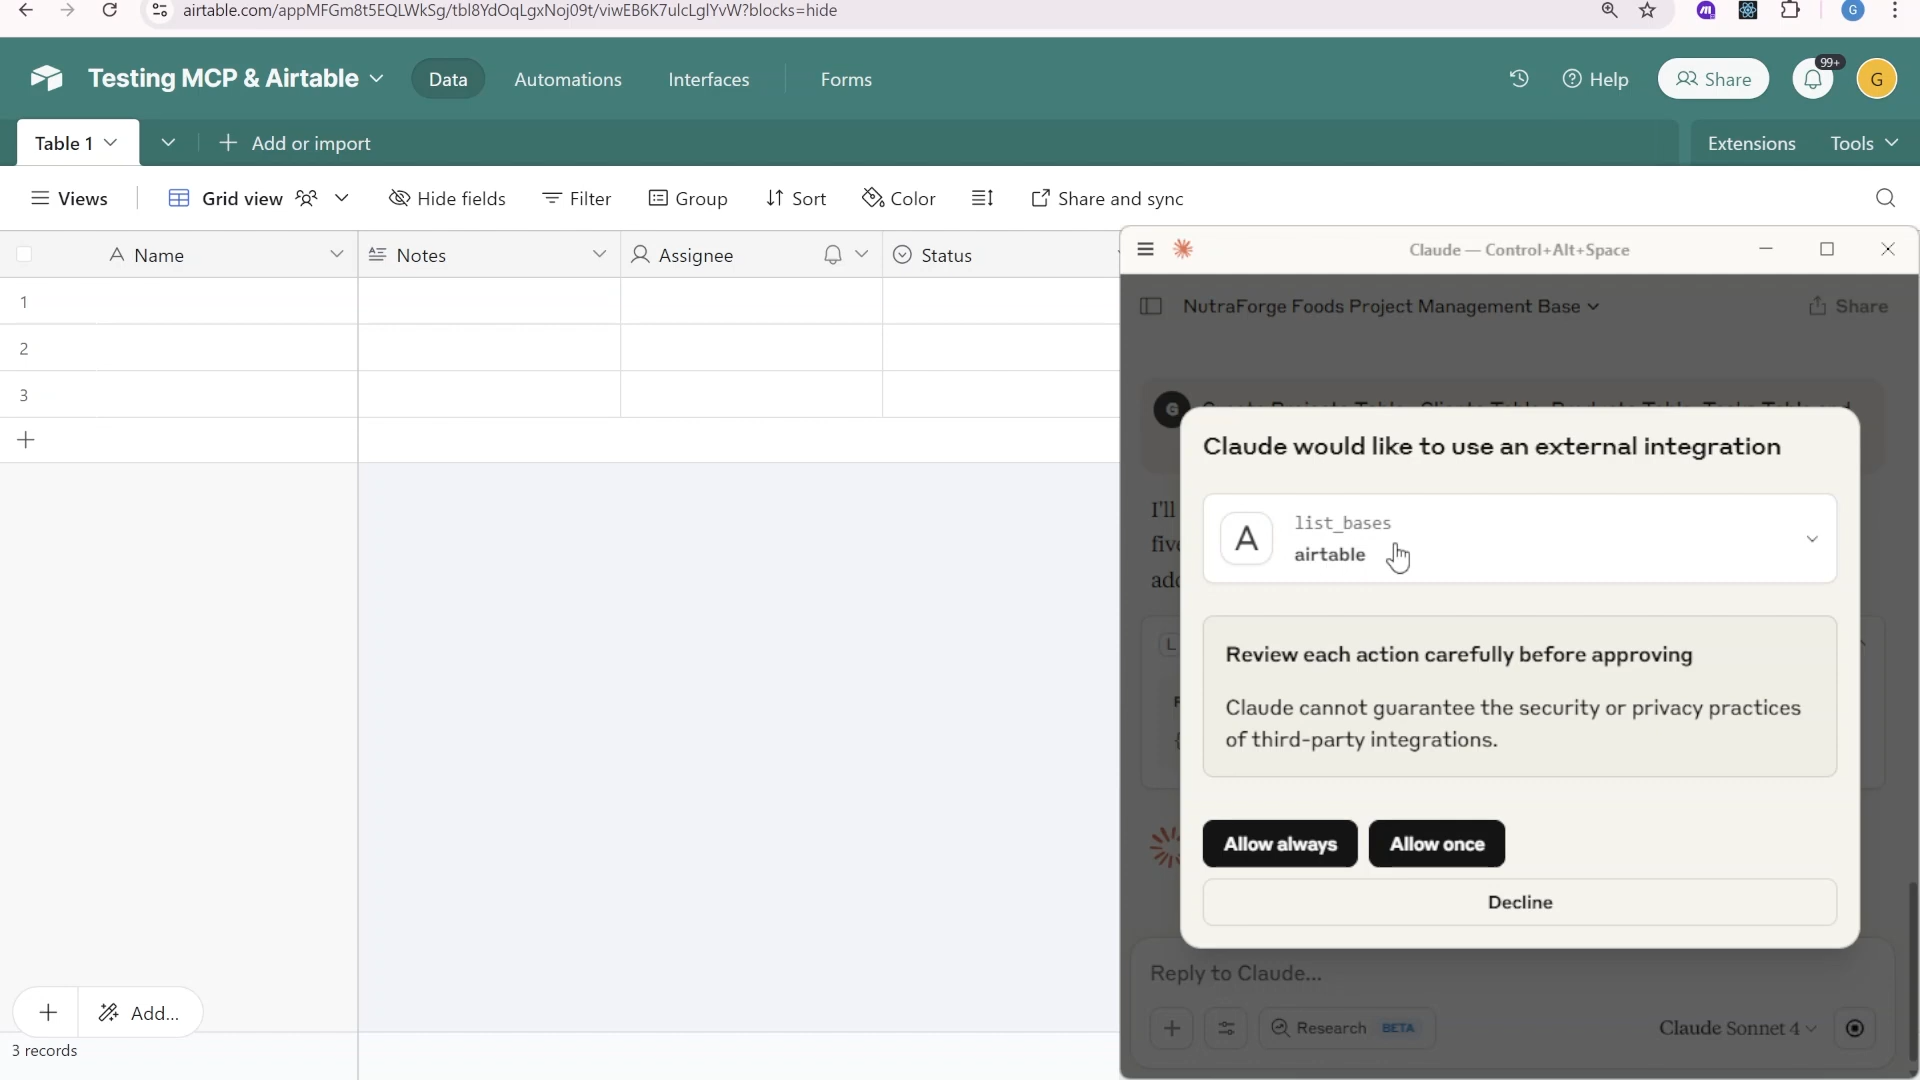 airtable.com/appMFGm8t5EQLWkSg/tbl8YdOqLgxNoj09t/viwEB6K7ulcLglYvW?blocks=hide
G
Testing MCP & Airtable
Data
Automations
Interfaces
Forms
Help
Share
99+
G
Table 1
Add or import
Extensions
Tools
Views
Grid view
Hide fields
Filter
Group
Sort
Color
Share and sync
Name
Notes
Assignee
Status
1
2
3
Add...
3 records
Claude — Control+Alt+Space
NutraForge Foods Project Management Base
Share
G
I'll
Claude would like to use an external integration
A
list_bases
airtable
Review each action carefully before approving
Claude cannot guarantee the security or privacy practices
of third-party integrations.
Allow always
Allow once
Decline
Reply to Claude...
Research BETA
Claude Sonnet 4